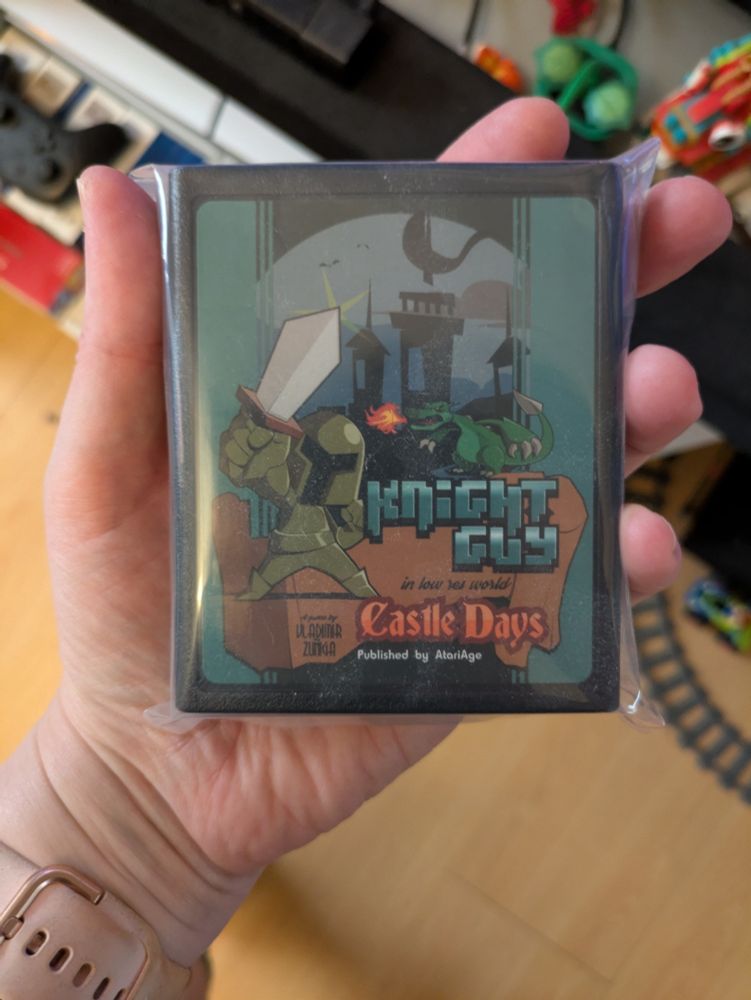 KNIGHT
GUY
in low res world
Castle Days
A game by
VLADIMIR
ZUNIGA
Published by AtariAge